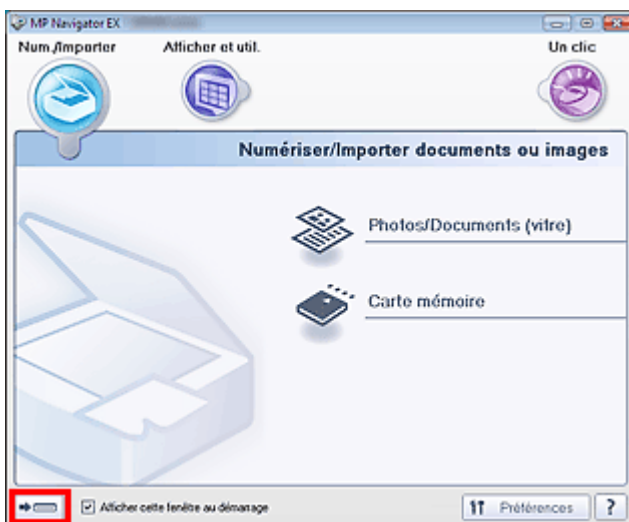 MP Navigator EX
Num./Importer Afficher et util. Un clic
Numériser/Importer documents ou images
Photos/Documents (vitre)
Carte mémoire
Afficher cette fenêtre au démarrage
Préférences ?